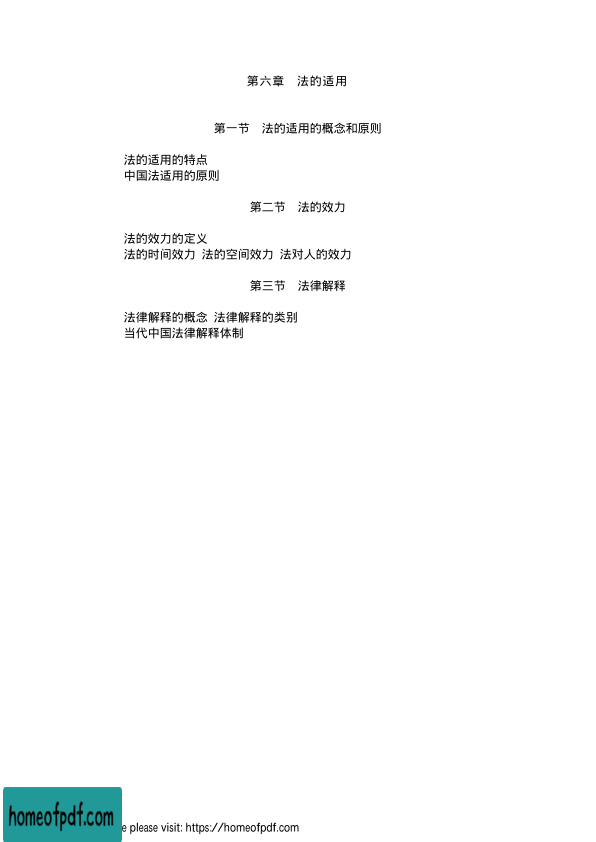 第六章　法的适用
第一节　法的适用的概念和原则
法的适用的特点
中国法适用的原则
第二节　法的效力
法的效力的定义
法的时间效力 法的空间效力 法对人的效力
第三节　法律解释
法律解释的概念 法律解释的类别
当代中国法律解释体制
homeofpdf.com
e please visit: https://homeofpdf.com